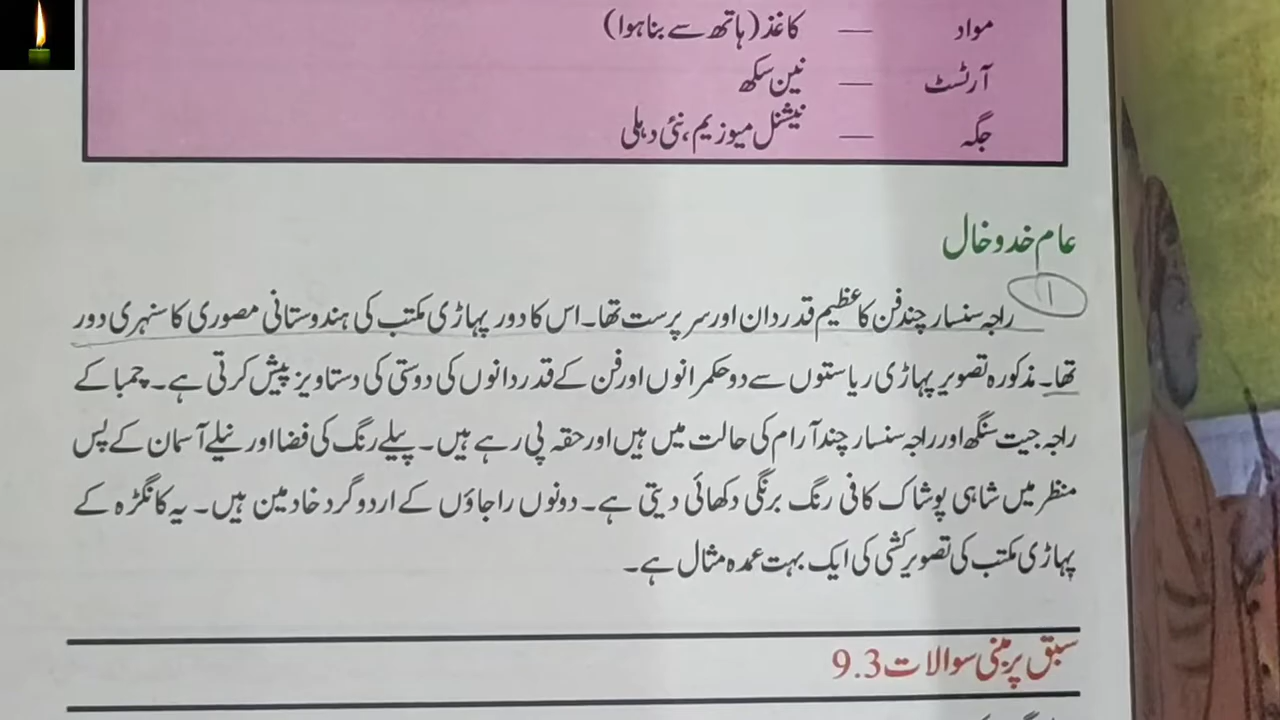 مواد — کاغذ (ہاتھ سے بنا ہوا)
آرٹسٹ — نین سکھ
جگہ — نیشنل میوزیم، نئی دہلی
عام خدوخال
۱
راجہ سنسار چند فن کا عظیم قدردان اور سرپرست تھا۔ اس کا دور پہاڑی مکتب کی ہندوستانی مصوری کا سنہری دور
تھا۔ مذکورہ تصویر پہاڑی ریاستوں سے دو حکمرانوں اور فن کے قدردانوں کی دوستی کی دستاویز پیش کرتی ہے۔ چمبا کے
راجہ جیت سنگھ اور راجہ سنسار چند آرام کی حالت میں ہیں اور حقہ پی رہے ہیں۔ پیلے رنگ کی فضا اور نیلے آسمان کے پس
منظر میں شاہی پوشاک کافی رنگ برنگی دکھائی دیتی ہے۔ دونوں راجاؤں کے اردو گرد خادمین ہیں۔ یہ کانگڑہ کے
پہاڑی مکتب کی تصویر کشی کی ایک بہت عمدہ مثال ہے۔
سبق پر مبنی سوالات 9.3